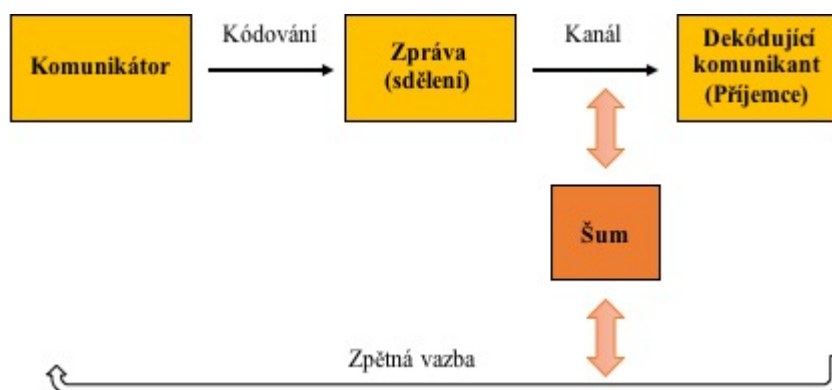 Komunikátor
Kódování
Zpráva
(sdělení)
Kanál
Dekódující
komunikant
(Příjemce)
Šum
Zpětná vazba